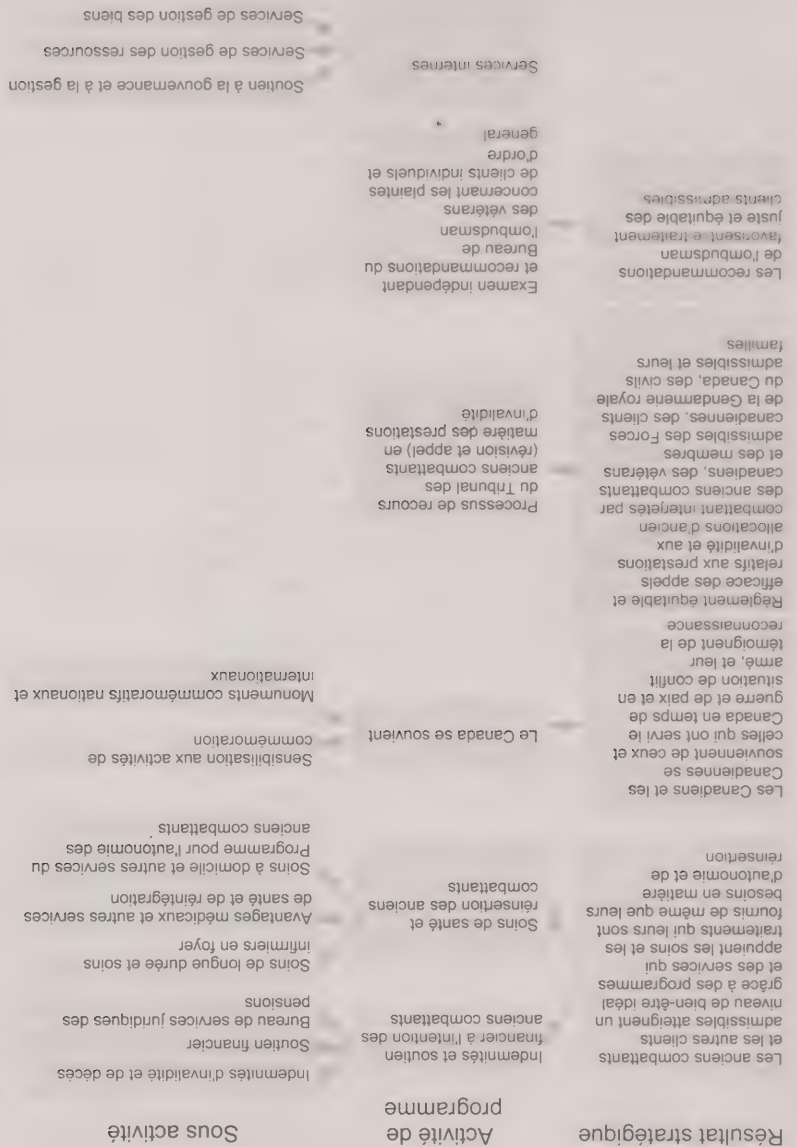 Résultat stratégique
Activité de
programme
Sous activité
Les anciens combattants
et les autres clients
admissibles atteignent un
niveau de bien-être idéal
grâce à des programmes
et des services qui
appuient les soins et les
traitements qui leurs sont
fournis de même que leurs
besoins en matière
d'autonomie et de
réinsertion
Indemnités et soutien
financier à l'intention des
anciens combattants
Indemnités d'invalidité et de décès
Soutien financier
Bureau de services juridiques des
pensions
Soins de santé et
réinsertion des anciens
combattants
Soins de longue durée et soins
infirmiers en foyer
Avantages médicaux et autres services
de santé et de réintégration
Soins à domicile et autres services du
Programme pour l'autonomie des
anciens combattants
Les Canadiens et les
Canadiennes se
souviennent de ceux et
celles qui ont servi le
Canada en temps de
guerre et de paix et en
situation de conflit
armé, et leur
témoignent de la
reconnaissance
Le Canada se souvient
Sensibilisation aux activités de
commémoration
Monuments commémoratifs nationaux et
internationaux
Règlement équitable et
efficace des appels
relatifs aux prestations
d'invalidité et aux
allocations d'ancien
combattant interjetés par
des anciens combattants
canadiens, des vétérans
et des membres
admissibles des Forces
canadiennes, des clients
de la Gendarmerie royale
du Canada, des civils
admissibles et leurs
familles
Processus de recours
du Tribunal des
anciens combattants
(révision et appel) en
matière des prestations
d'invalidité
Les recommandations
de l'ombudsman
favorisent le traitement
juste et équitable des
clients admissibles
Examen indépendant
et recommandations du
Bureau de
l'ombudsman
des vétérans
concernant les plaintes
de clients individuels et
d'ordre
general
Services internes
Soutien à la gouvernance et à la gestion
Services de gestion des ressources
Services de gestion des biens